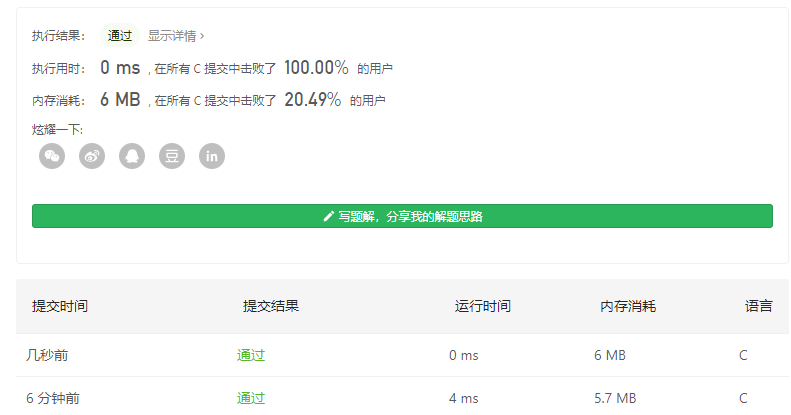 执行结果： 通过 显示详情 ›
执行用时： 0 ms , 在所有 C 提交中击败了 100.00% 的用户
内存消耗： 6 MB , 在所有 C 提交中击败了 20.49% 的用户
炫耀一下:
豆 in
写题解，分享我的解题思路
提交时间 提交结果 运行时间 内存消耗 语言
几秒前 通过 0 ms 6 MB C
6 分钟前 通过 4 ms 5.7 MB C